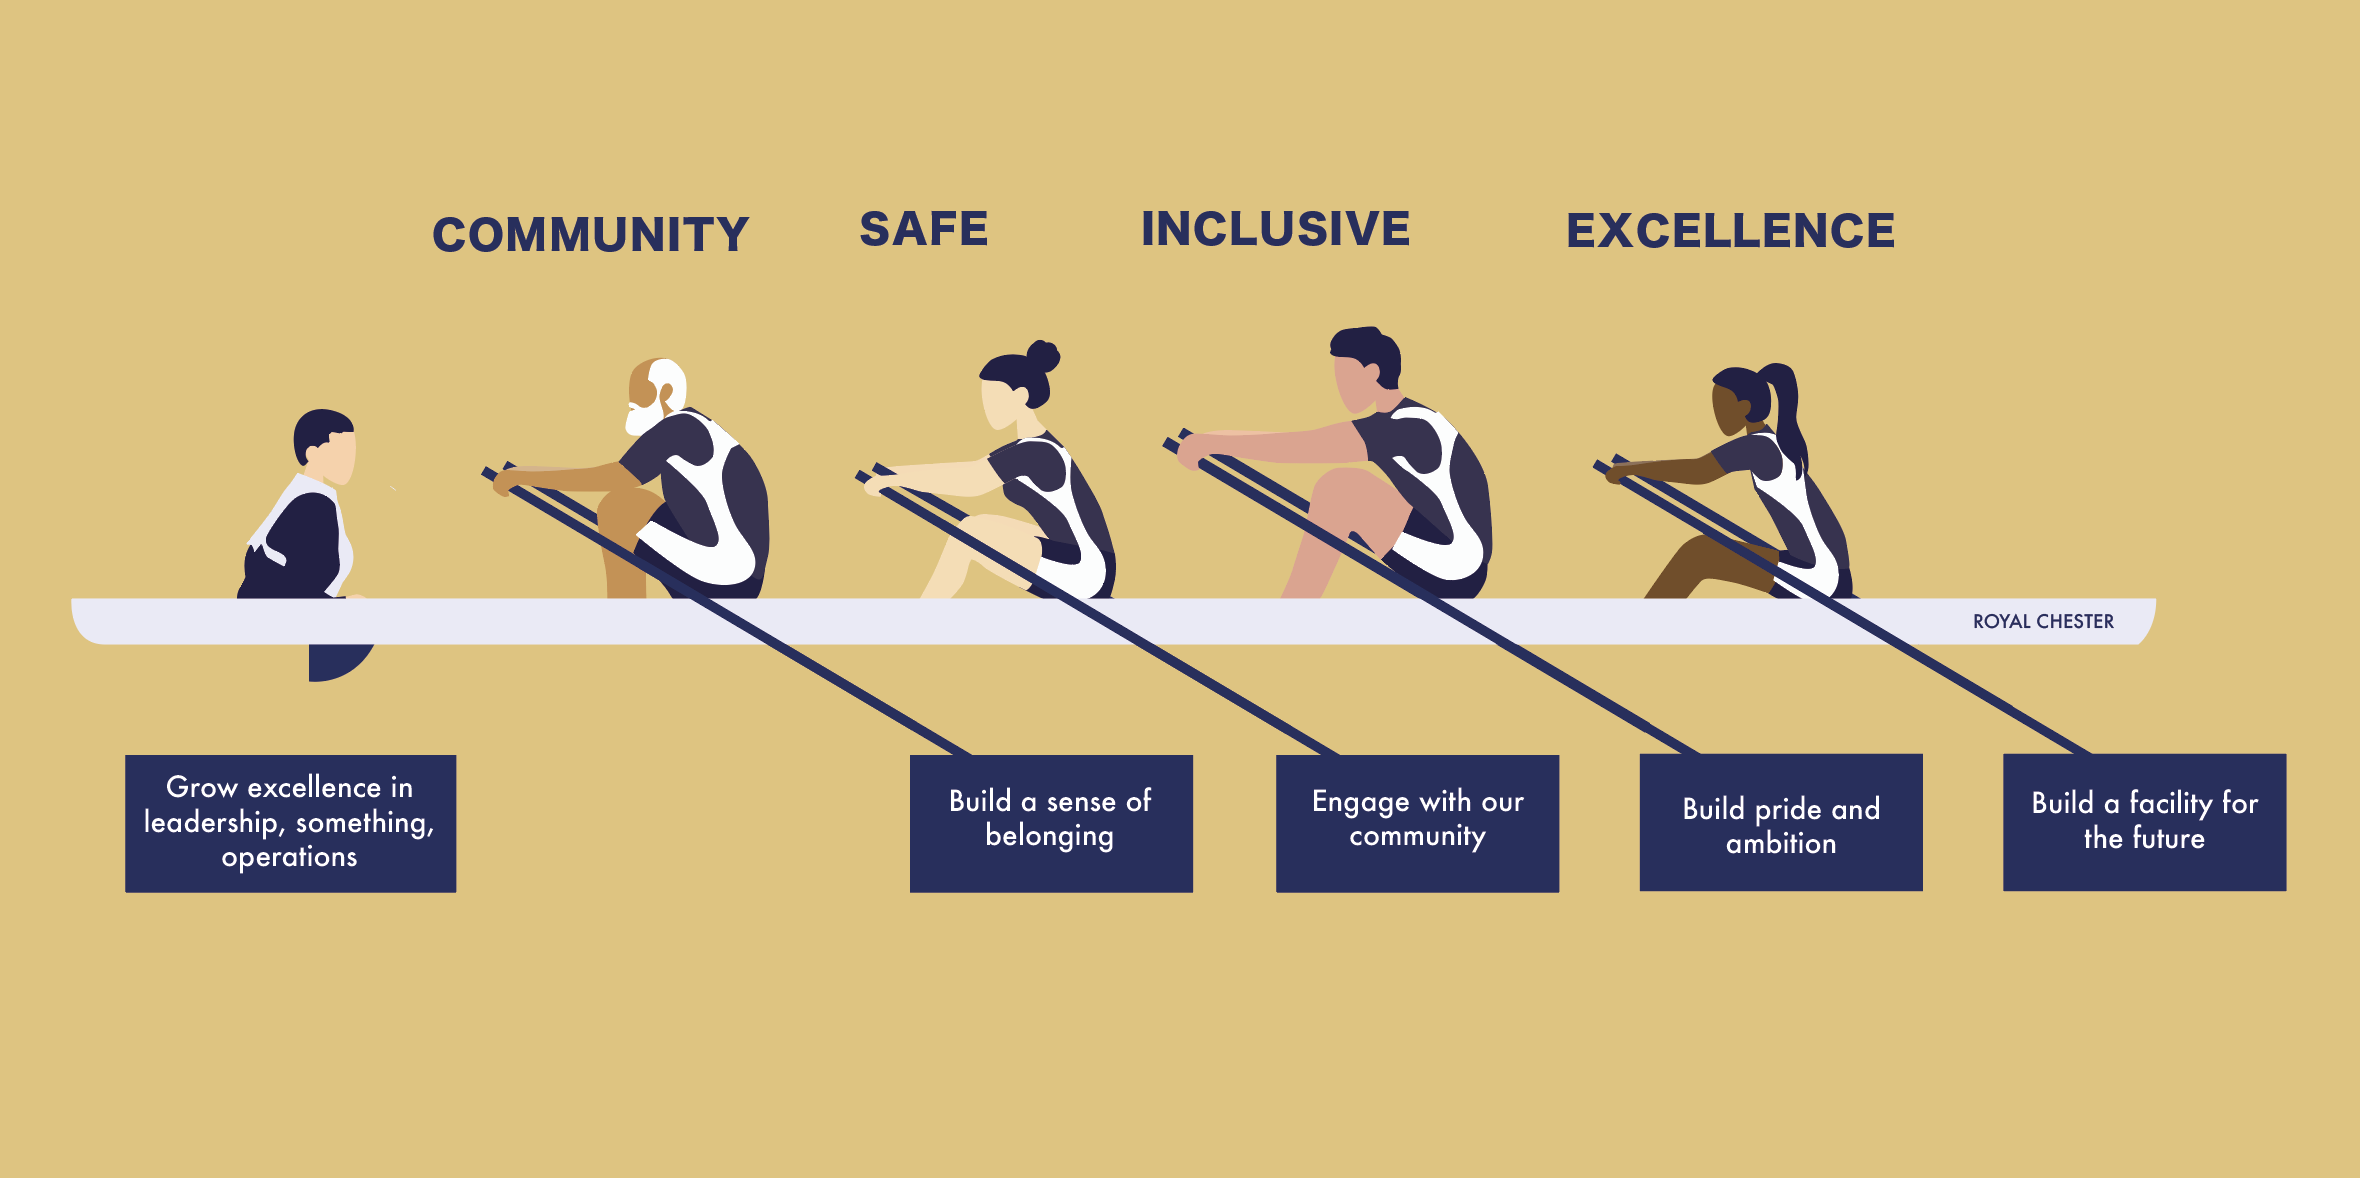 COMMUNITY
SAFE
INCLUSIVE
EXCELLENCE
ROYAL CHESTER
Grow excellence in
leadership, something,
operations
Build a sense of
belonging
Engage with our
community
Build pride and
ambition
Build a facility for
the future